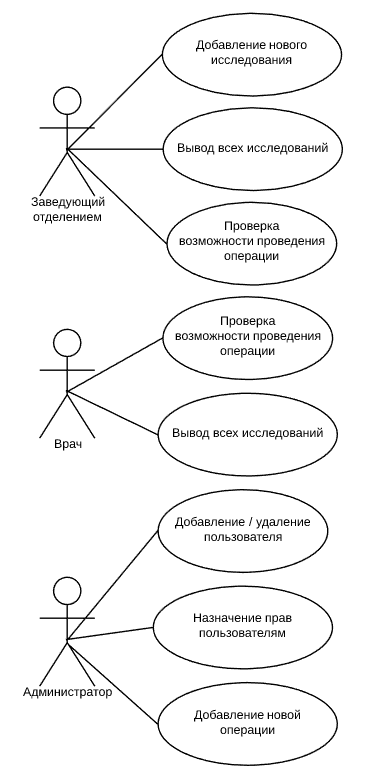 Добавление нового
исследования
Вывод всех исследований
Заведующий
отделением
Проверка
возможности проведения
операции
Проверка
возможности проведения
операции
Врач
Вывод всех исследований
Добавление / удаление
пользователя
Назначение прав
пользователям
Администратор
Добавление новой
операции